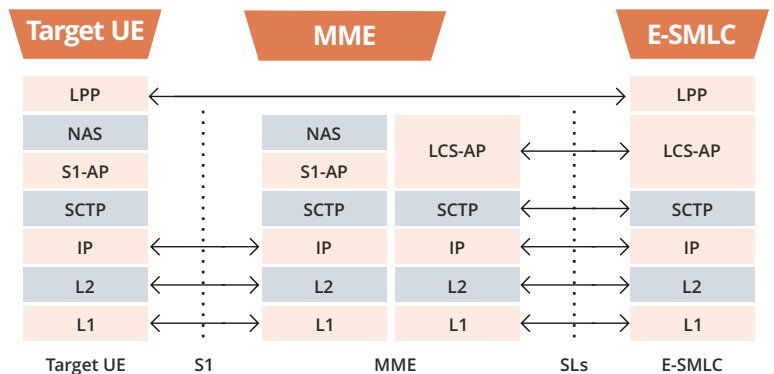 Target UE MME E-SMLC
LPP LPP
NAS NAS LCS-AP LCS-AP
S1-AP S1-AP
SCTP SCTP SCTP SCTP
IP IP IP IP
L2 L2 L2 L2
L1 L1 L1 L1
Target UE S1 MME SLs E-SMLC